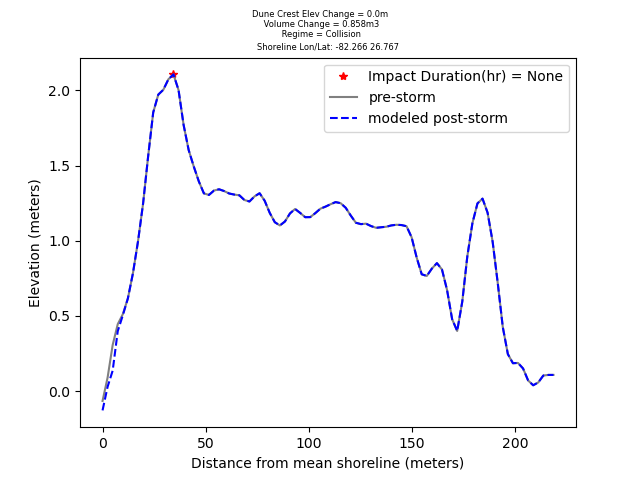 Dune Crest Elev Change = 0.0m
Volume Change = 0.858m3
Regime = Collision
Shoreline Lon/Lat: -82.266 26.767
Impact Duration(hr) = None
pre-storm
modeled post-storm
Elevation (meters)
2.0
1.5
1.0
0.5
0.0
0 50 100 150 200
Distance from mean shoreline (meters)